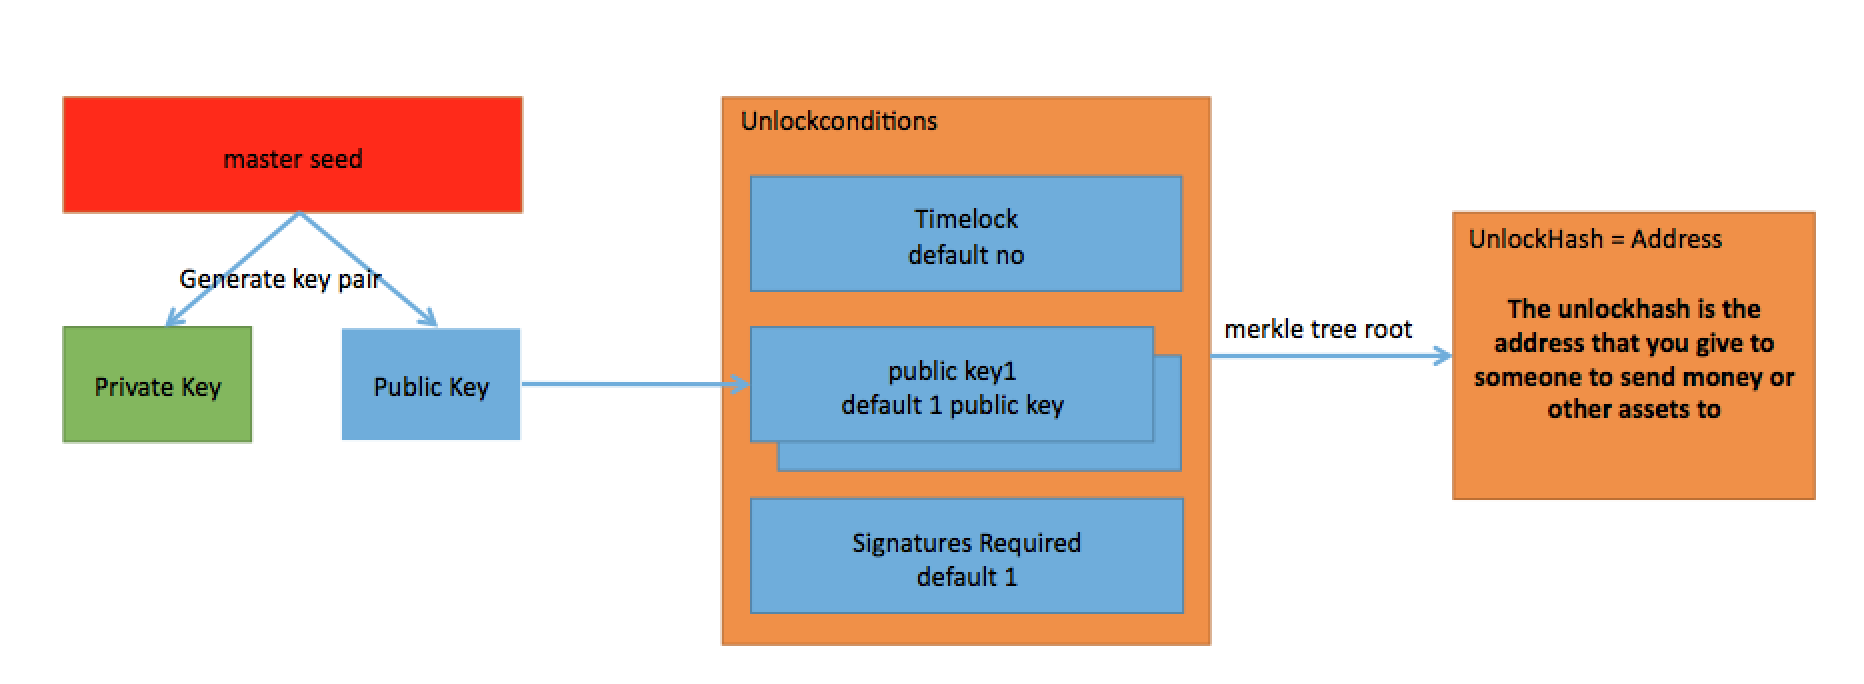 master seed
Generate key pair
Private Key
Public Key
Unlockconditions
Timelock
default no
public key1
default 1 public key
Signatures Required
default 1
merkle tree root
UnlockHash = Address
The unlockhash is the
address that you give to
someone to send money or
other assets to